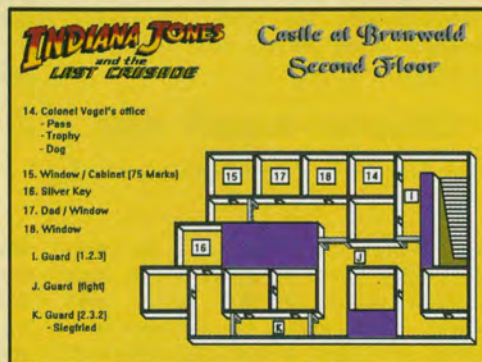 INDIANA JONES
and the
LAST CRUSADE
Castle at Brunwald
Second Floor
14. Colonel Vogel's office
- Pass
- Trophy
- Dog
15. Window / Cabinet (75 Marks)
16. Silver Key
17. Dad / Window
18. Window
I. Guard (1.2.3)
J. Guard (fight)
K. Guard (2.3.2)
- Siegfried
15 17 18 14
I
16
J
K